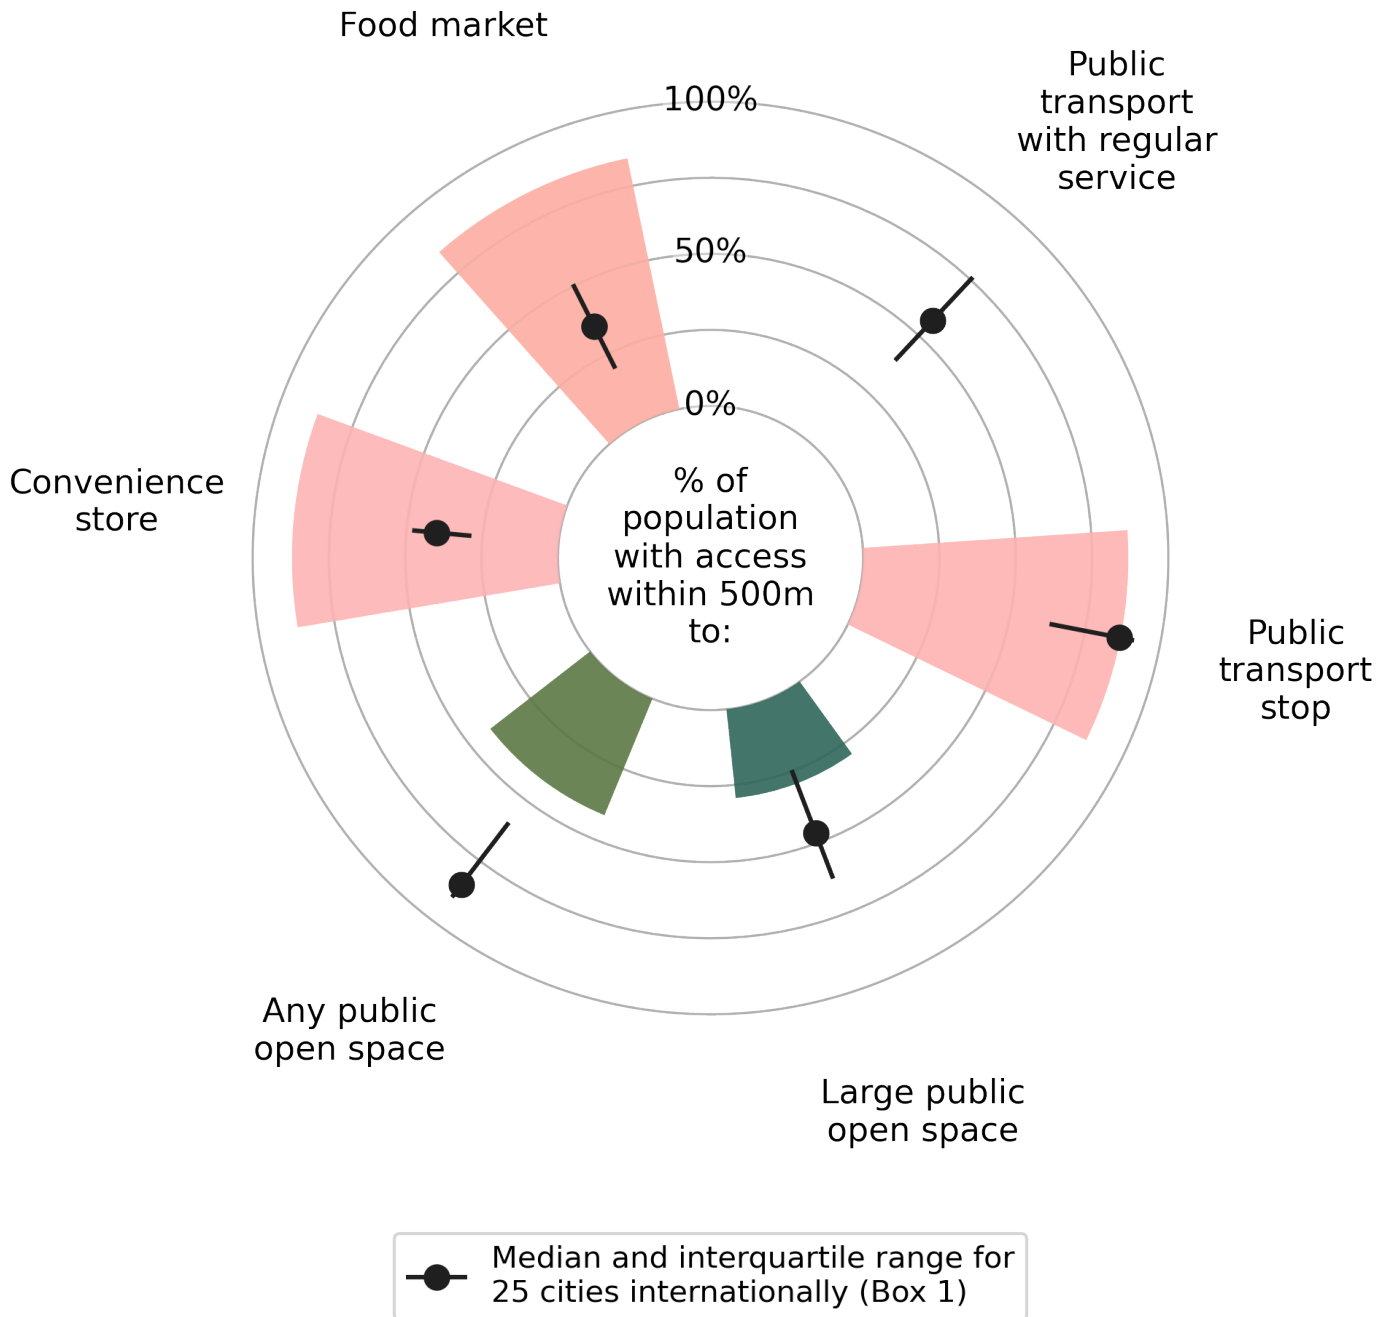 Food market
Public
transport
with regular
service
100%
50%
0%
% of
population
with access
within 500m
to:
Convenience
store
Public
transport
stop
Any public
open space
Large public
open space
Median and interquartile range for
25 cities internationally (Box 1)